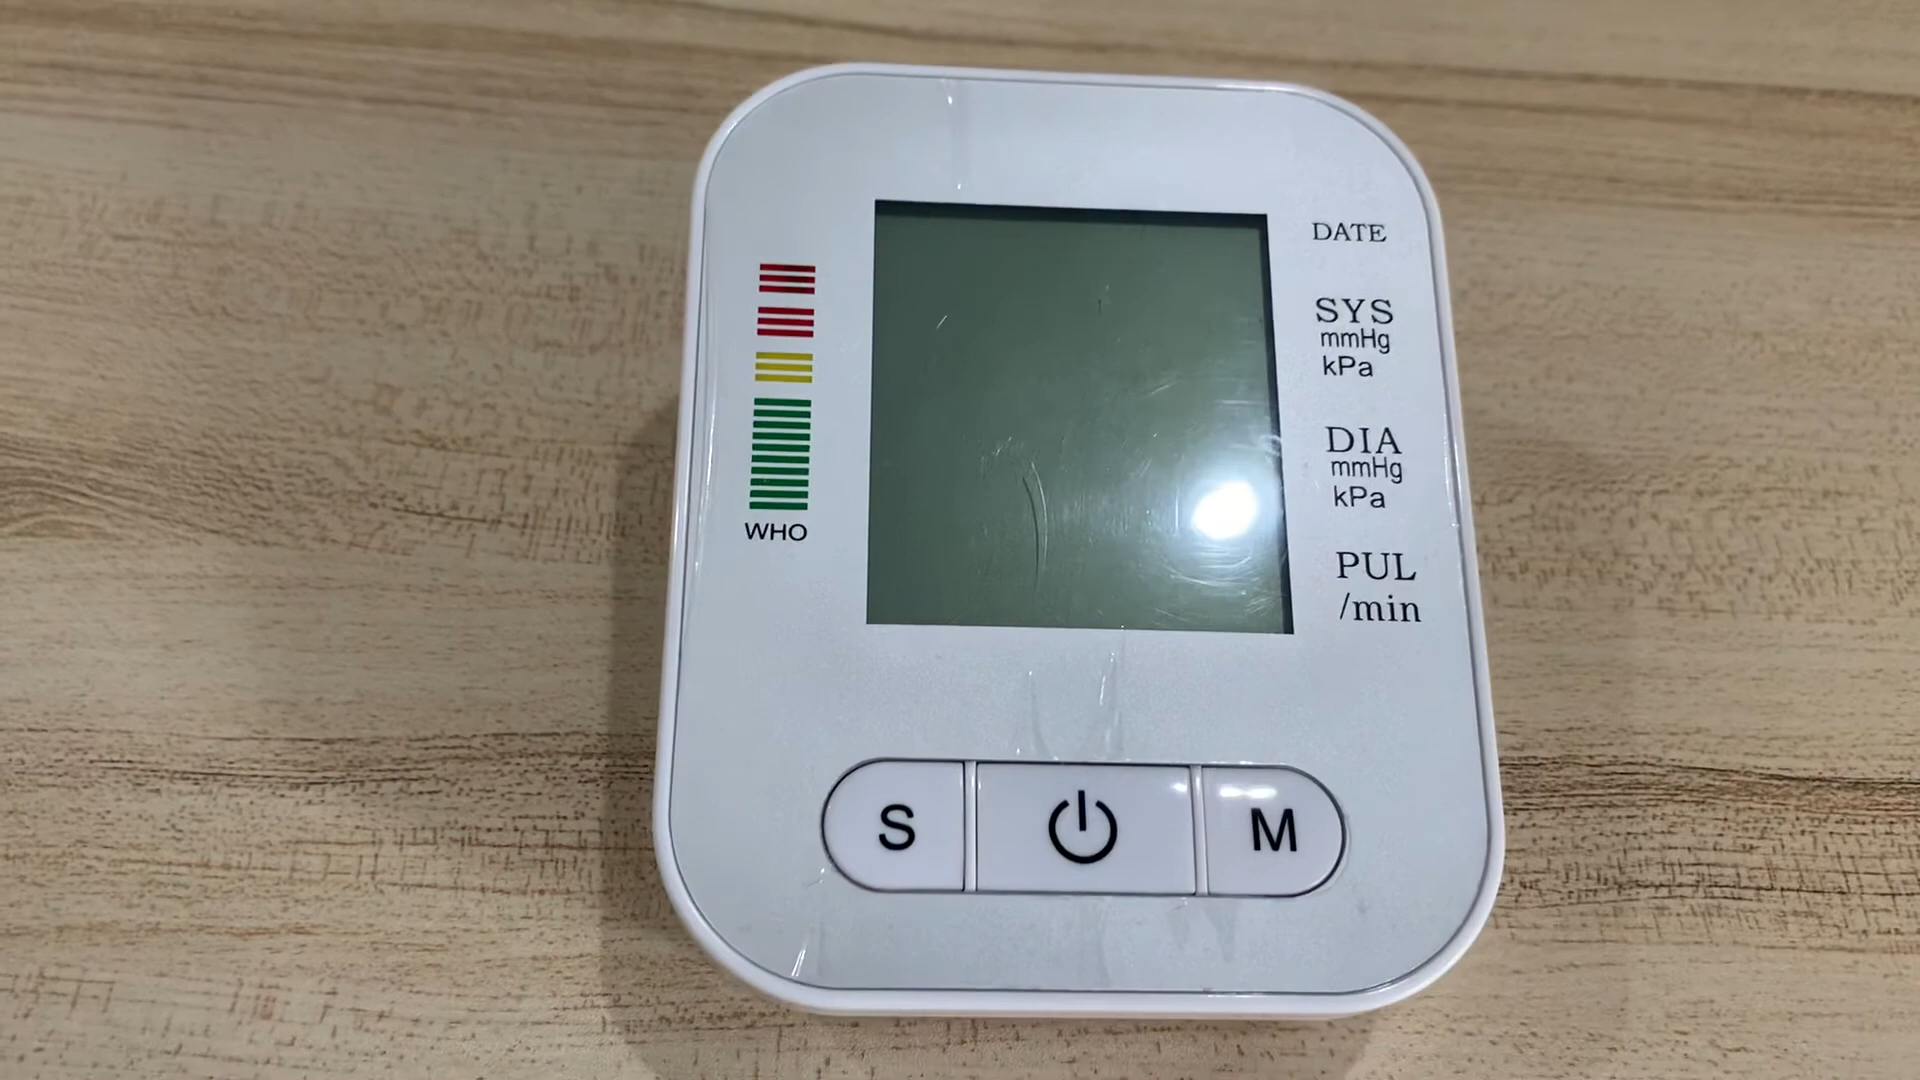 DATE
SYS
mmHg
kPa
DIA
mmHg
kPa
WHO
PUL
/min
S
M